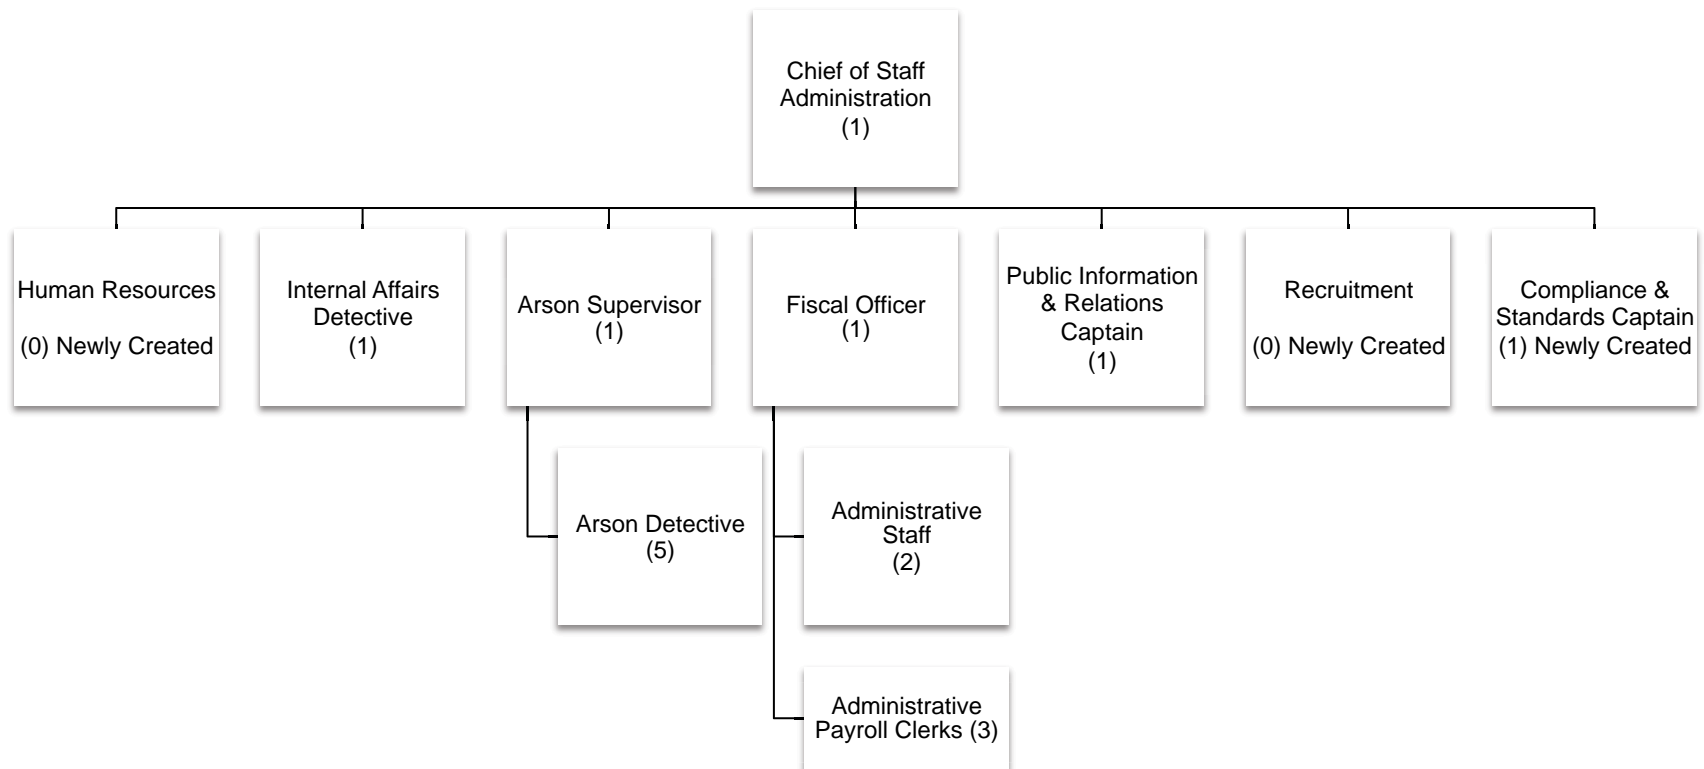 Chief of Staff
Administration
(1)
Human Resources
(0) Newly Created
Internal Affairs
Detective
(1)
Arson Supervisor
(1)
Fiscal Officer
(1)
Public Information
& Relations
Captain
(1)
Recruitment
(0) Newly Created
Compliance &
Standards Captain
(1) Newly Created
Arson Detective
(5)
Administrative
Staff
(2)
Administrative
Payroll Clerks (3)